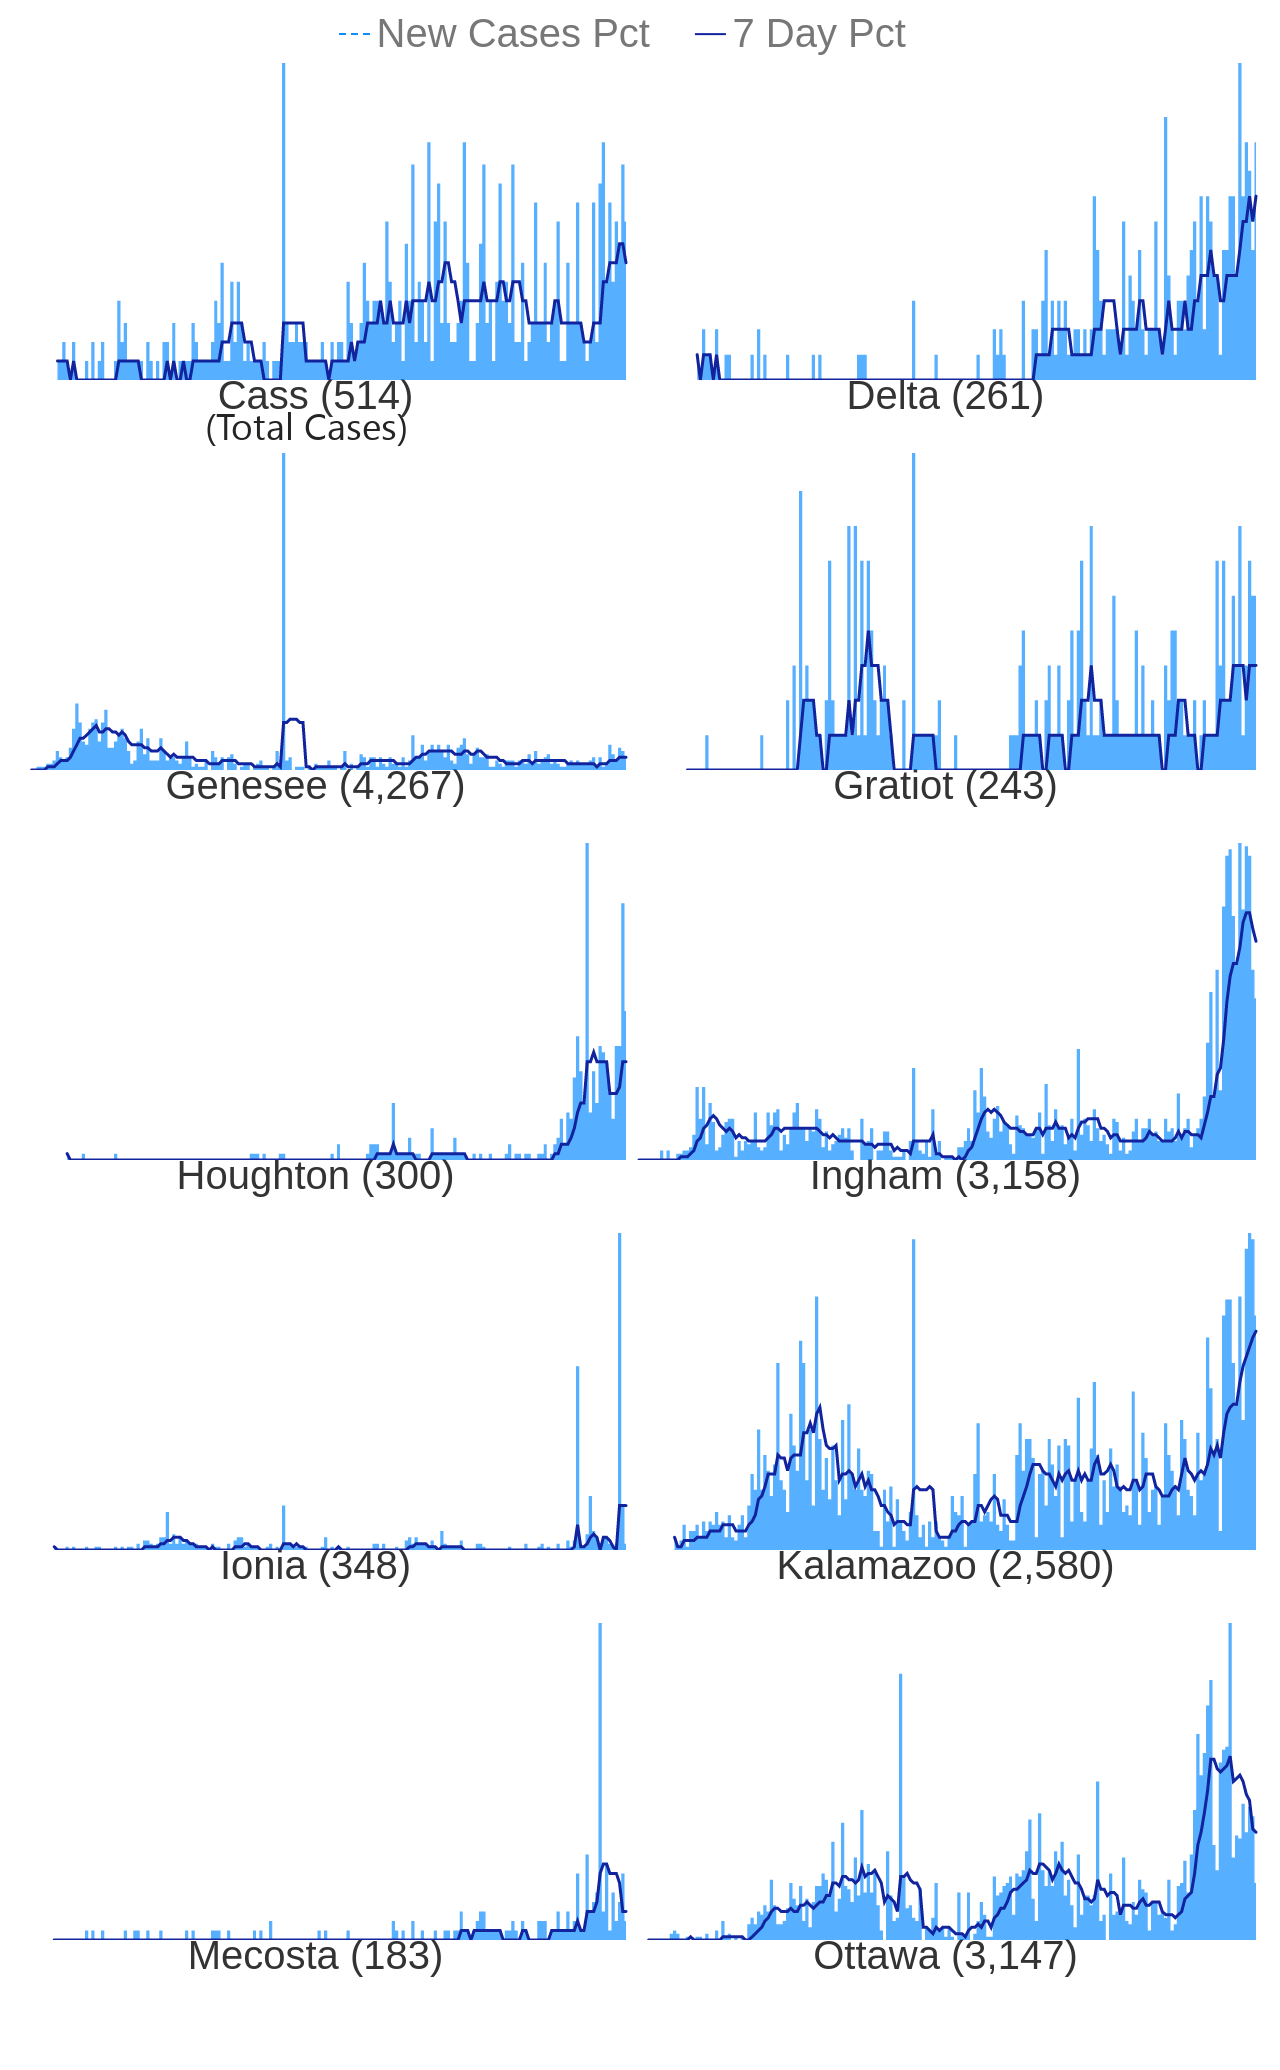 New Cases Pct 7 Day Pct
Cass (514) Delta (261)
(Total Cases)
Genesee (4,267) Gratiot (243)
Houghton (300) Ingham (3,158)
Ionia (348) Kalamazoo (2,580)
Mecosta (183) Ottawa (3,147)